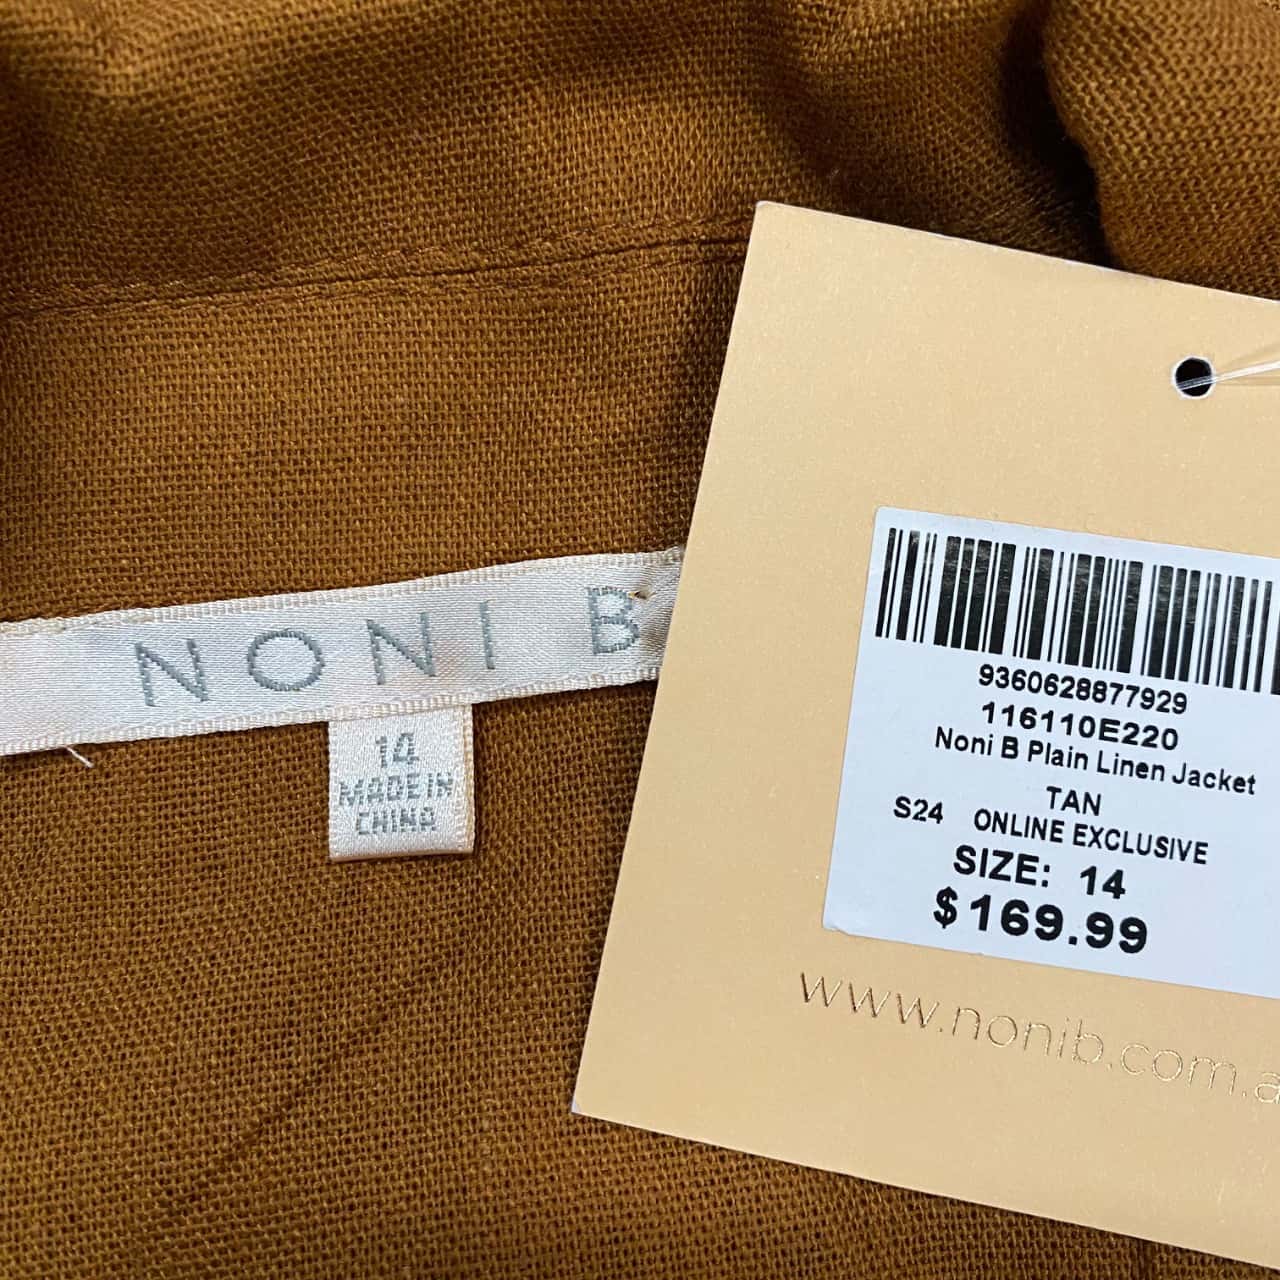 NONI B
14
MADE IN
CHINA
9360628877929
116110E220
Noni B Plain Linen Jacket
TAN
S24 ONLINE EXCLUSIVE
SIZE: 14
$169.99
www.nonib.com.a